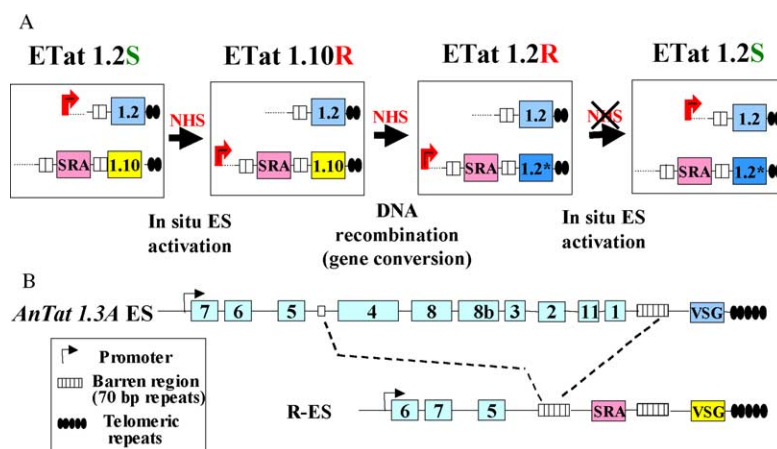 A
ETat 1.2S ETat 1.10R ETat 1.2R ETat 1.2S
1.2 NHS 1.2 NHS 1.2 NHS 1.2
SRA 1.10 SRA 1.10 SRA 1.2* SRA 1.2*
In situ ES activation
DNA recombination (gene conversion)
In situ ES activation
B
AnTat 1.3A ES 7 6 5 4 8 8b 3 2 11 1 VSG
Promoter
Barren region
(70 bp repeats)
Telomeric
repeats
R-ES 6 7 5 SRA VSG